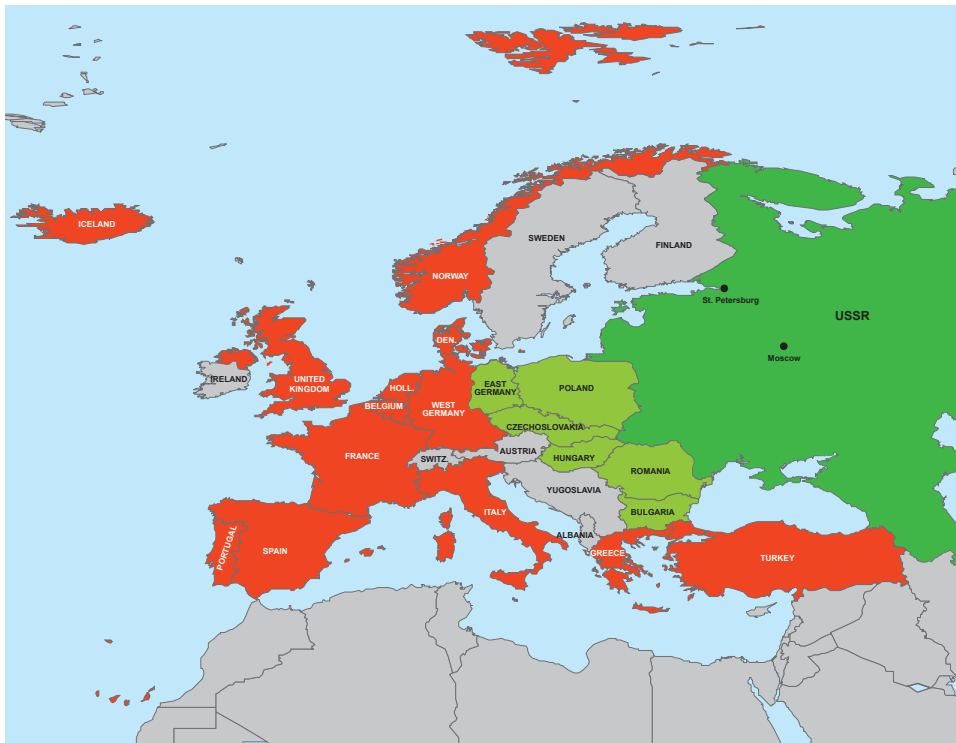 ICELAND
SWEDEN
FINLAND
NORWAY
St. Petersburg
USSR
DEN.
Moscow
IRELAND
UNITED
KINGDOM
HOLL.
BELGIUM
WEST
GERMANY
EAST
GERMANY
POLAND
CZECHOSLOVAKIA
FRANCE
SWITZ.
AUSTRIA
HUNGARY
ROMANIA
YUGOSLAVIA
ITALY
BULGARIA
ALBANIA
PORTUGAL
SPAIN
GREECE
TURKEY